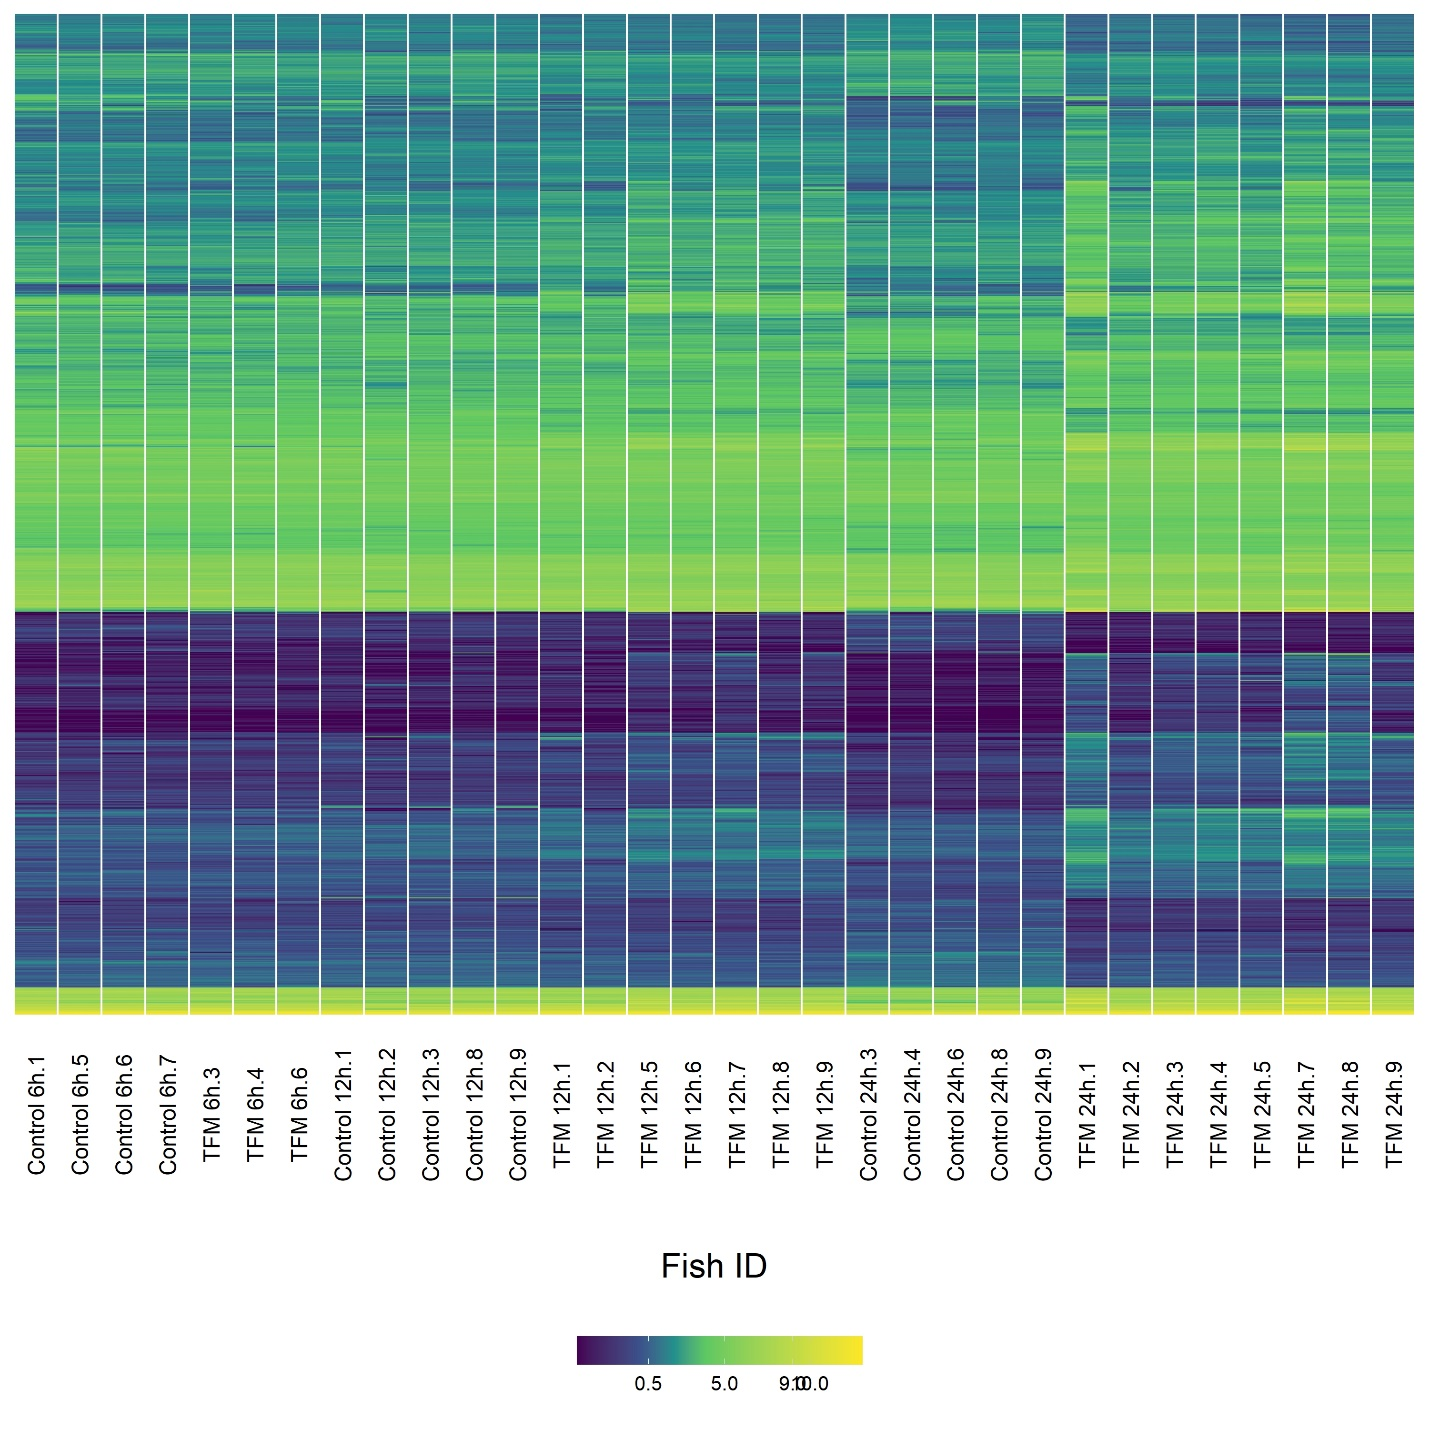 Control 6h.1
Control 6h.5
Control 6h.6
Control 6h.7
TFM 6h.3
TFM 6h.4
TFM 6h.6
Control 12h.1
Control 12h.2
Control 12h.3
Control 12h.8
Control 12h.9
TFM 12h.1
TFM 12h.2
TFM 12h.5
TFM 12h.6
TFM 12h.7
TFM 12h.8
TFM 12h.9
Control 24h.3
Control 24h.4
Control 24h.6
Control 24h.8
Control 24h.9
TFM 24h.1
TFM 24h.2
TFM 24h.3
TFM 24h.4
TFM 24h.5
TFM 24h.7
TFM 24h.8
TFM 24h.9
Fish ID
0.5 5.0 9.0 10.0